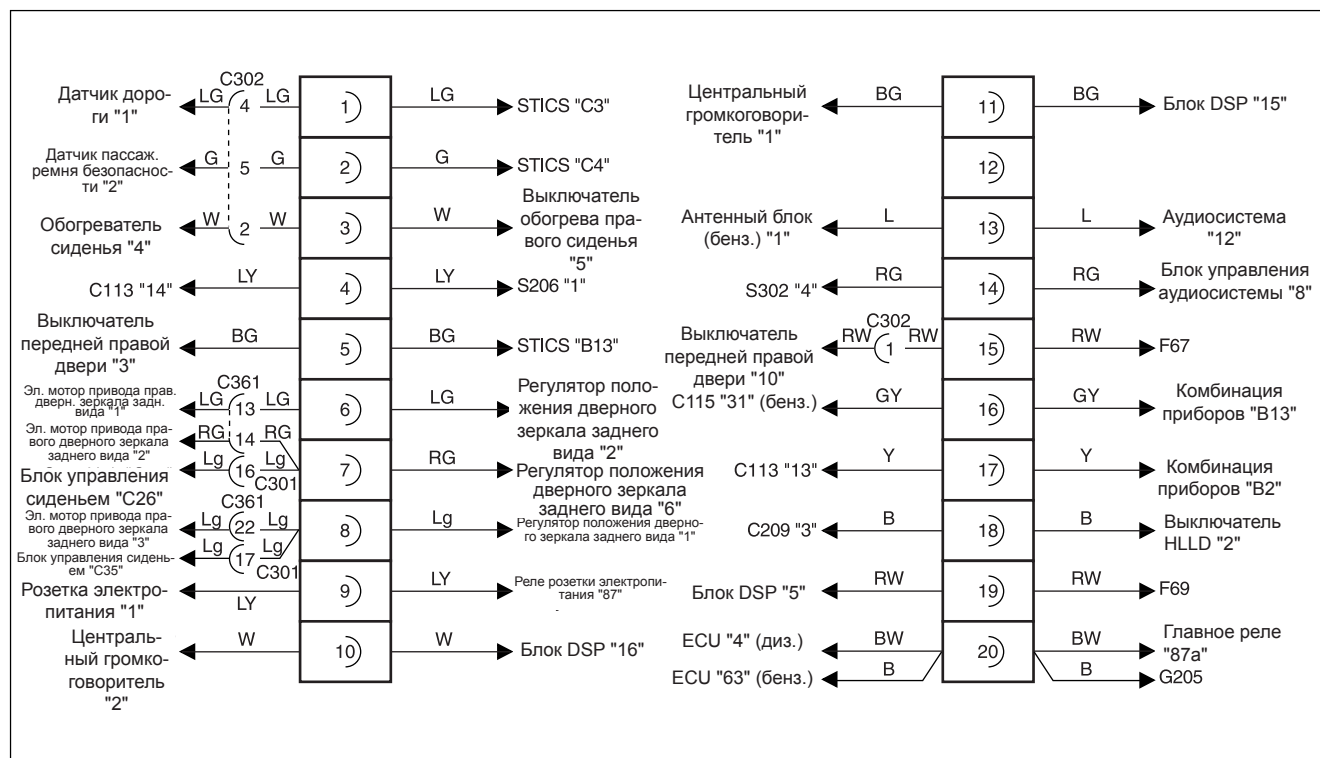 C302
Датчик доро-
ги "1"
LG 4 LG
1
LG
STICS "C3"
Датчик пассаж.
ремня безопаснос-
ти "2"
G 5 G
2
G
STICS "C4"
Обогреватель
сиденья "4"
W 2 W
3
W
Выключатель
обогрева пра-
вого сиденья
"5"
C113 "14"
LY
4
LY
S206 "1"
Выключатель
передней правой
двери "3"
BG
5
BG
STICS "B13"
Эл. мотор привода прав.
дверн. зеркала задн.
вида "1"
C361
LG 13 LG
6
LG
Регулятор поло-
жения дверного
зеркала заднего
вида "2"
Эл. мотор привода пра-
вого дверного зеркала
заднего вида "2"
RG 14 RG
Блок управления
сиденьем "C26"
Lg 16 Lg
C301
7
RG
Регулятор положения
дверного зеркала
заднего вида "6"
C361
Эл. мотор привода пра-
вого дверного зеркала
заднего вида "3"
Lg 22 Lg
Блок управления сидень-
ем "C35"
Lg 17 Lg
C301
8
Lg
Регулятор положения дверно-
го зеркала заднего вида "1"
Розетка электро-
питания "1"
LY
9
LY
Реле розетки электропи-
тания "87"
Централь-
ный громко-
говоритель
"2"
W
10
W
Блок DSP "16"
Центральный
громкоговори-
тель "1"
BG
11
BG
Блок DSP "15"
12
Антенный блок
(бенз.) "1"
L
13
L
Аудиосистема
"12"
S302 "4"
RG
14
RG
Блок управления
аудиосистемы "8"
C302
Выключатель
передней правой
двери "10"
RW 1 RW
15
RW
F67
C115 "31" (бенз.)
GY
16
GY
Комбинация
приборов "B13"
C113 "13"
Y
17
Y
Комбинация
приборов "B2"
C209 "3"
B
18
B
Выключатель
HLLD "2"
Блок DSP "5"
RW
19
RW
F69
ECU "4" (диз.)
BW
ECU "63" (бенз.)
B
20
BW
Главное реле
"87a"
B
G205